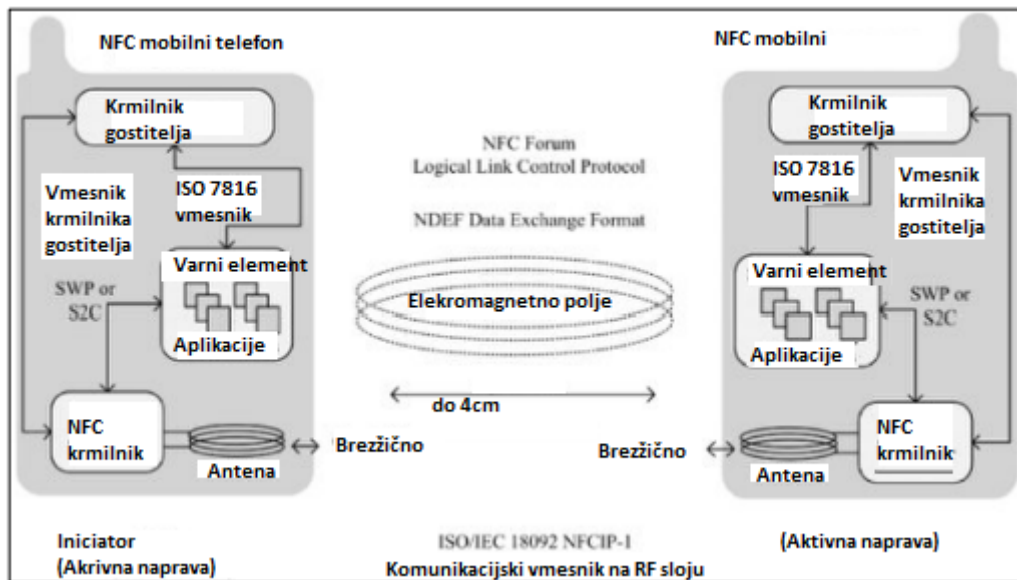 NFC mobilni telefon
Krmilnik
gostitelja
ISO 7816
vmesnik
Vmesnik
krmilnika
gostitelja
Varni element
SWP or
S2C
Aplikacije
NFC
krmilnik
Antena
Brezžično
Iniciator
(Akrivna naprava)
NFC Forum
Logical Link Control Protocol
NDEF Data Exchange Format
Elekromagnetno polje
do 4cm
ISO/IEC 18092 NFCIP-1
Komunikacijski vmesnik na RF sloju
NFC mobilni
Krmilnik
gostitelja
ISO 7816
vmesnik
Vmesnik
krmilnika
gostitelja
Varni element
SWP or
S2C
Aplikacije
NFC
krmilnik
Antena
Brezžično
(Aktivna naprava)